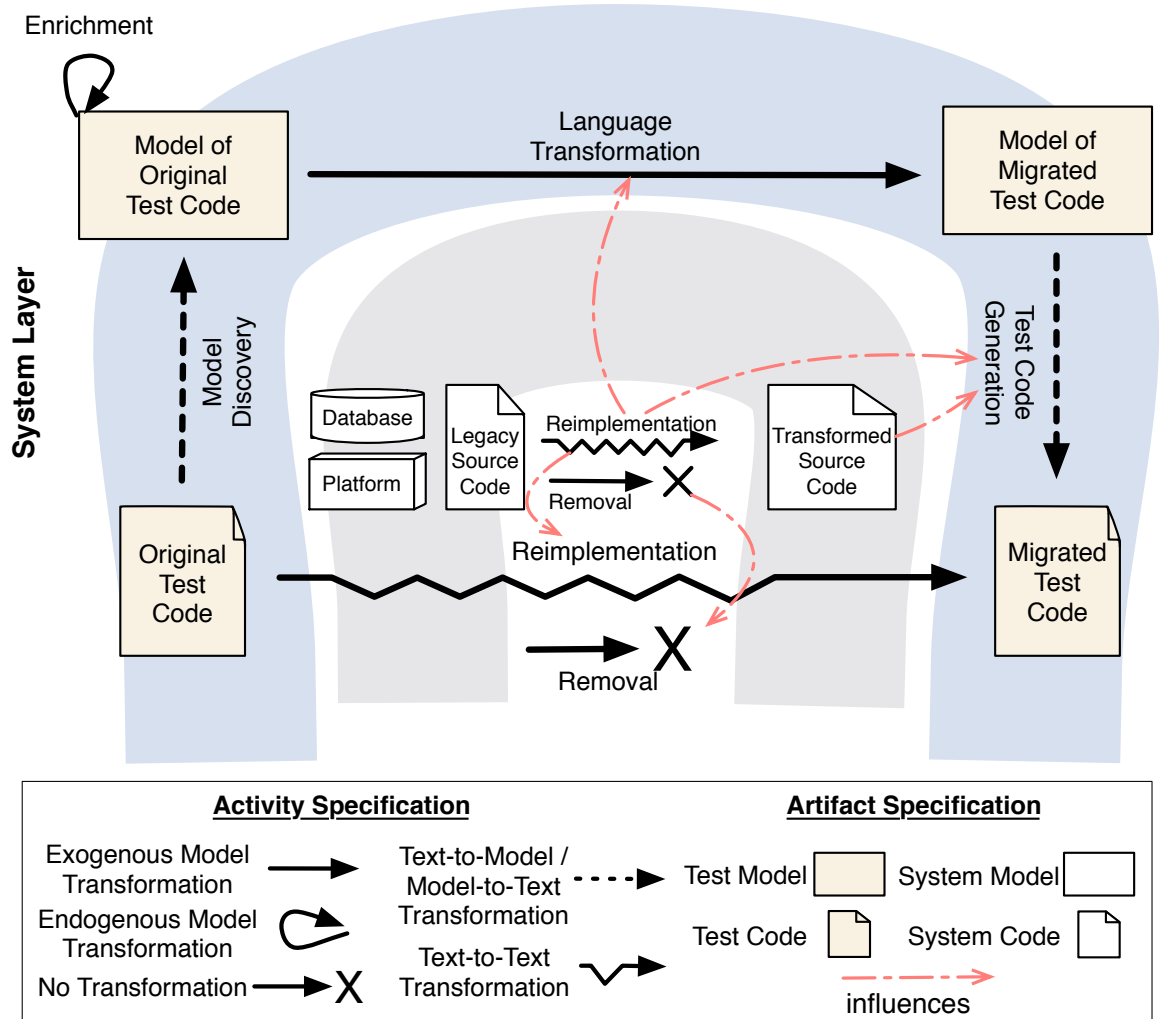 Enrichment
Model of
Original
Test Code
Language
Transformation
Model of
Migrated
Test Code
System Layer
Model
Discovery
Test Code
Generation
Database
Platform
Legacy
Source
Code
Reimplementation
Removal
Transformed
Source
Code
Original
Test
Code
Reimplementation
Migrated
Test
Code
X
Removal
Activity Specification
Exogenous Model
Transformation
Endogenous Model
Transformation
No Transformation
X
Text-to-Model /
Model-to-Text
Transformation
Text-to-Text
Transformation
Artifact Specification
Test Model
System Model
Test Code
System Code
influences